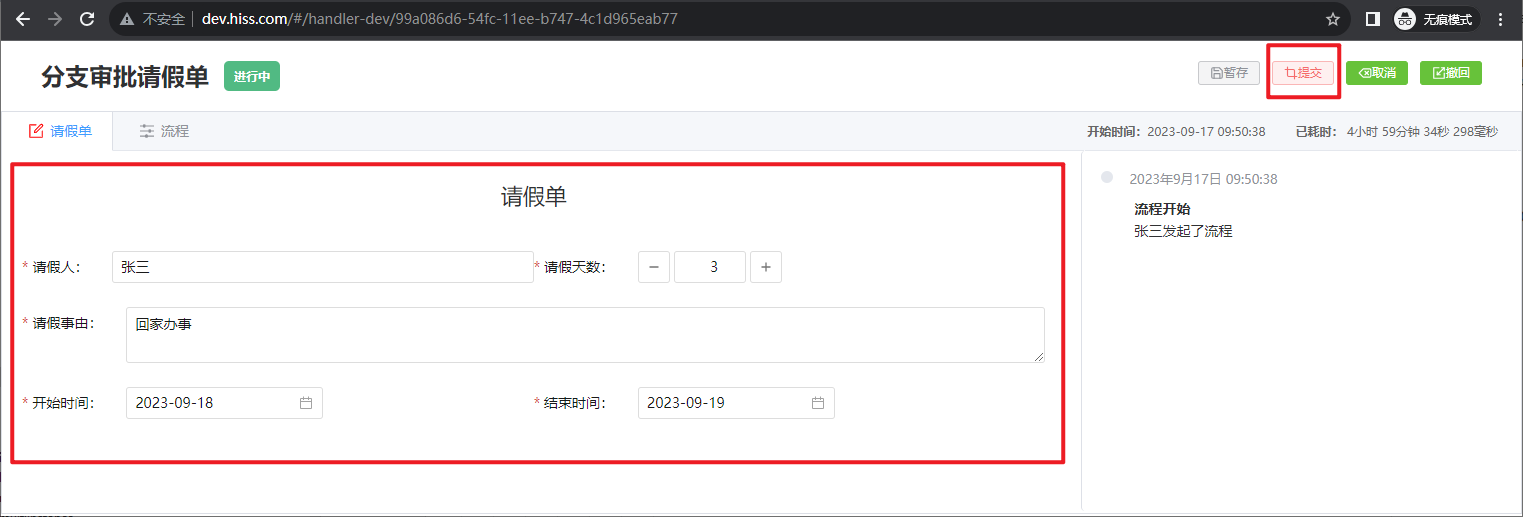 不安全 dev.hiss.com/#/handler-dev/99a086d6-54fc-11ee-b747-4c1d965eab77 无痕模式
分支审批请假单 进行中 暂存 提交 取消 撤回
请假单 流程 开始时间: 2023-09-17 09:50:38 已耗时: 4小时 59分钟 34秒 298毫秒
请假单
2023年9月17日 09:50:38
流程开始
张三发起了流程
* 请假人: 张三 * 请假天数: − 3 +
* 请假事由: 回家办事
* 开始时间: 2023-09-18 * 结束时间: 2023-09-19